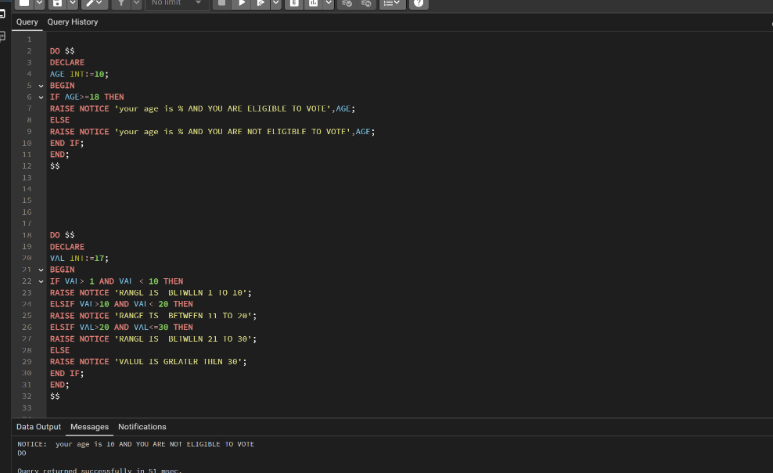 No limit
Query Query History
1
2 DO $$
3 DECLARE
4 AGE INT:=10;
5 BEGIN
6 IF AGE>=18 THEN
7 RAISE NOTICE 'your age is % AND YOU ARE ELIGIBLE TO VOTE',AGE;
8 ELSE
9 RAISE NOTICE 'your age is % AND YOU ARE NOT ELIGIBLE TO VOTE',AGE;
10 END IF;
11 END;
12 $$
13
14
15
16
17
18 DO $$
19 DECLARE
20 VAL INT:=17;
21 BEGIN
22 IF VAL> 1 AND VAL < 10 THEN
23 RAISE NOTICE 'RANGE IS  BETWEEN 1 TO 10';
24 ELSIF VAL>10 AND VAL< 20 THEN
25 RAISE NOTICE 'RANGE IS  BETWEEN 11 TO 20';
26 ELSIF VAL>20 AND VAL<=30 THEN
27 RAISE NOTICE 'RANGE IS  BETWEEN 21 TO 30';
28 ELSE
29 RAISE NOTICE 'VALUE IS GREATER THEN 30';
30 END IF;
31 END;
32 $$
33
Data Output Messages Notifications
NOTICE:  your age is 10 AND YOU ARE NOT ELIGIBLE TO VOTE
DO
Query returned successfully in 51 msec.